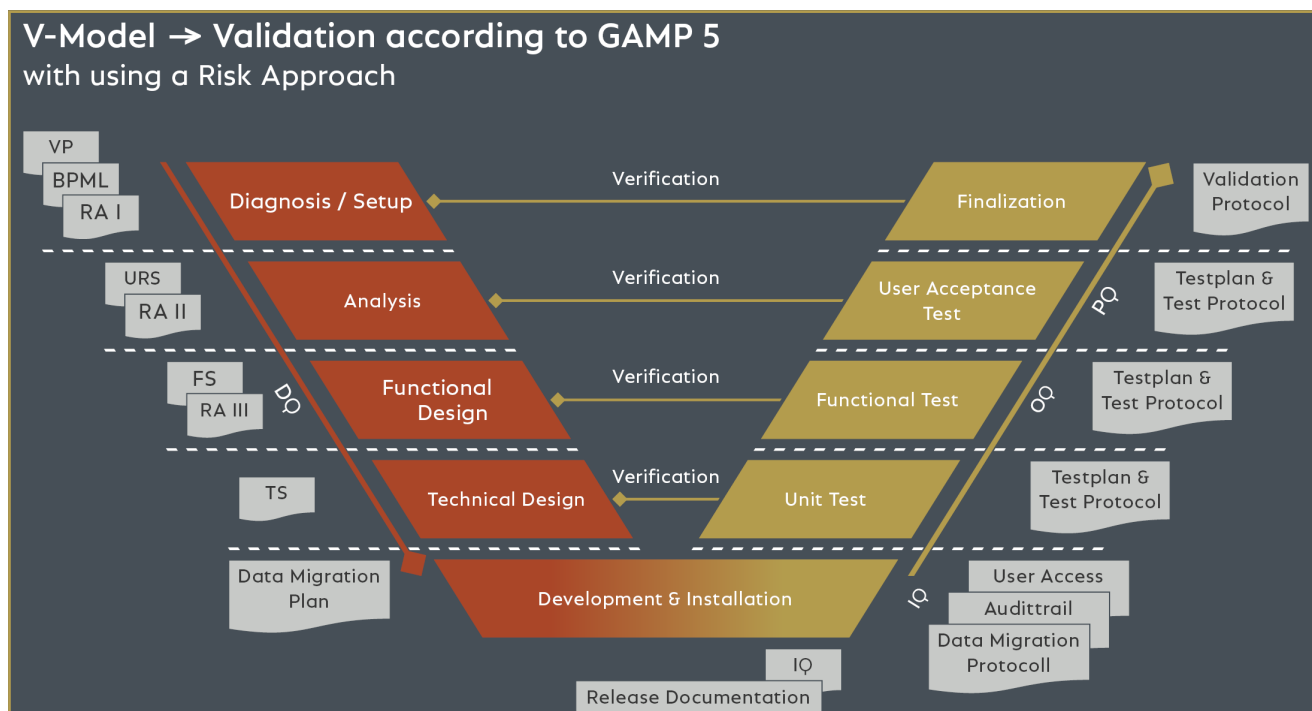 V-Model → Validation according to GAMP 5
with using a Risk Approach
VP
BPML
RA I
Diagnosis / Setup
Verification
Finalization
Validation
Protocol
URS
RA II
Analysis
Verification
User Acceptance
Test
PQ
Testplan &
Test Protocol
FS
RA III
DQ
Functional
Design
Verification
Functional Test
OQ
Testplan &
Test Protocol
TS
Technical Design
Verification
Unit Test
Testplan &
Test Protocol
Data Migration
Plan
Development & Installation
IQ
User Access
Audittrail
Data Migration
Protocoll
IQ
Release Documentation